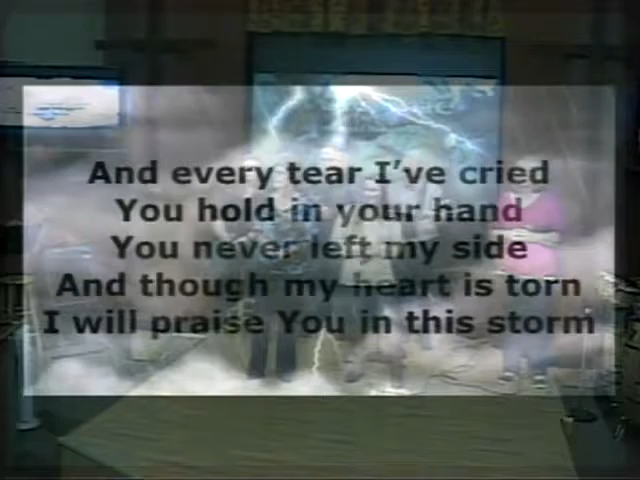 And every tear I've cried
You hold in your hand
You never left my side
And though my heart is torn
I will praise You in this storm